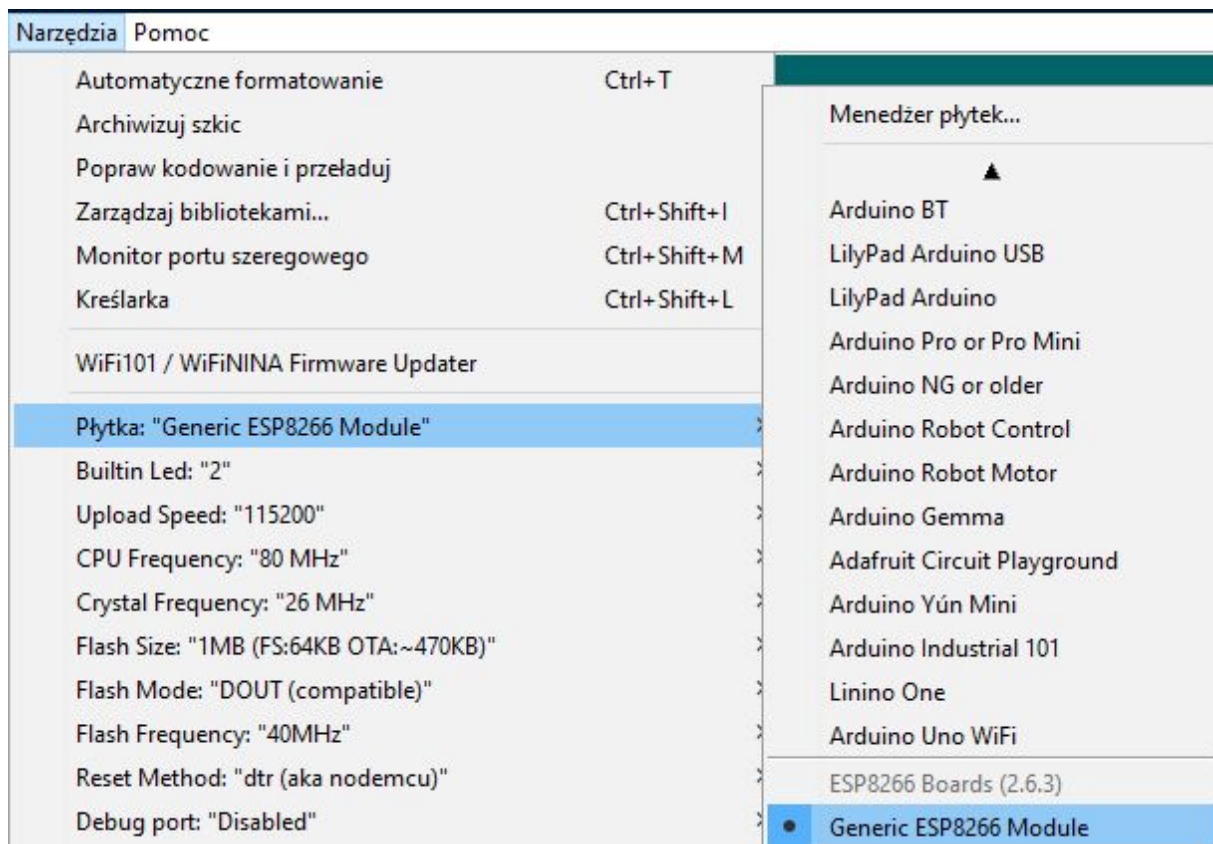 Narzędzia Pomoc
Automatyczne formatowanie Ctrl+T
Archiwizuj szkic
Popraw kodowanie i przeładuj
Zarządzaj bibliotekami... Ctrl+Shift+I
Monitor portu szeregowego Ctrl+Shift+M
Kreślarka Ctrl+Shift+L
WiFi101 / WiFiNINA Firmware Updater
Płytka: "Generic ESP8266 Module"
Builtin Led: "2"
Upload Speed: "115200"
CPU Frequency: "80 MHz"
Crystal Frequency: "26 MHz"
Flash Size: "1MB (FS:64KB OTA:~470KB)"
Flash Mode: "DOUT (compatible)"
Flash Frequency: "40MHz"
Reset Method: "dtr (aka nodemcu)"
Debug port: "Disabled"
Menedżer płytek...
Arduino BT
LilyPad Arduino USB
LilyPad Arduino
Arduino Pro or Pro Mini
Arduino NG or older
Arduino Robot Control
Arduino Robot Motor
Arduino Gemma
Adafruit Circuit Playground
Arduino Yún Mini
Arduino Industrial 101
Linino One
Arduino Uno WiFi
ESP8266 Boards (2.6.3)
Generic ESP8266 Module